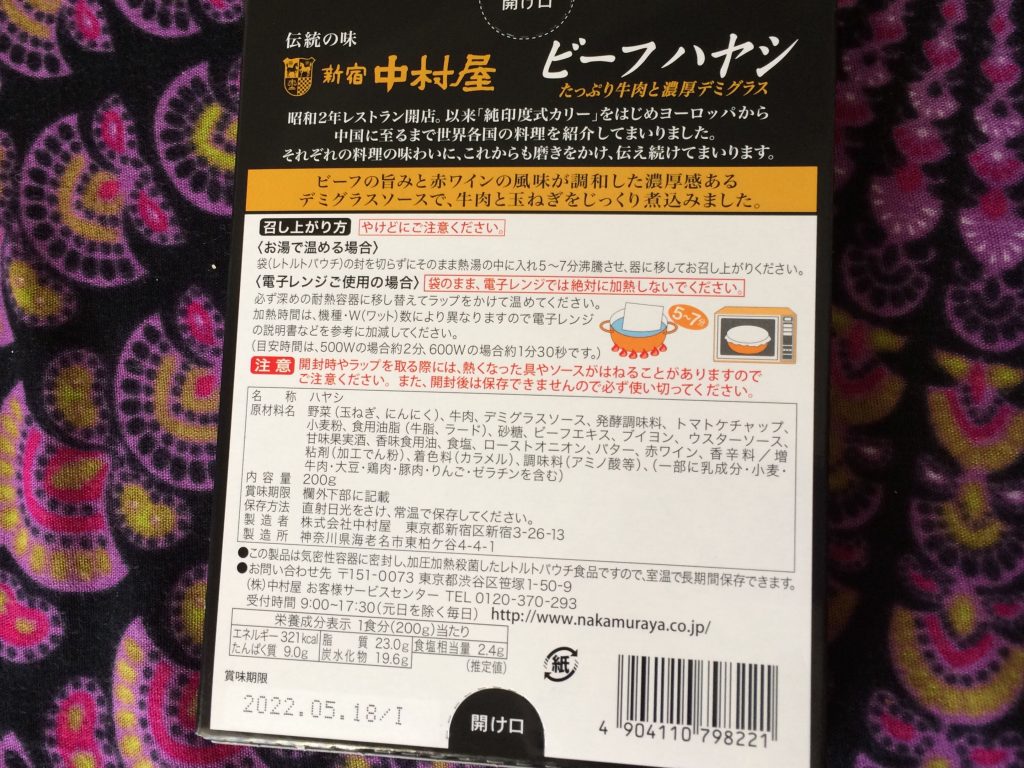 開け口
伝統の味
新宿 中村屋
ビーフハヤシ
たっぷり牛肉と濃厚デミグラス
昭和2年レストラン開店。以来「純印度式カリー」をはじめヨーロッパから
中国に至るまで世界各国の料理を紹介してまいりました。
それぞれの料理の味わいに、これからも磨きをかけ、伝え続けてまいります。
ビーフの旨みと赤ワインの風味が調和した濃厚感ある
デミグラスソースで、牛肉と玉ねぎをじっくり煮込みました。
召し上がり方 やけどにご注意ください。
〈お湯で温める場合〉
袋(レトルトパウチ)の封を切らずにそのまま熱湯の中に入れ5〜7分沸騰させ、器に移してお召し上がりください。
〈電子レンジご使用の場合〉 袋のまま、電子レンジでは絶対に加熱しないでください。
必ず深めの耐熱容器に移し替えてラップをかけて温めてください。
加熱時間は、機種・W(ワット)数により異なりますので電子レンジ
の説明書などを参考に加減してください。
(目安時間は、500Wの場合約2分、600Wの場合約1分30秒です。)
5〜7分
注意 開封時やラップを取る際には、熱くなった具やソースがはねることがありますので
ご注意ください。また、開封後は保存できませんので必ず使い切ってください。
名称 ハヤシ
原材料名 野菜(玉ねぎ、にんにく)、牛肉、デミグラスソース、発酵調味料、トマトケチャップ、
小麦粉、食用油脂(牛脂、ラード)、砂糖、ビーフエキス、ブイヨン、ウスターソース、
甘味果実酒、香味食用油、食塩、ローストオニオン、バター、赤ワイン、香辛料/増
粘剤(加工でん粉)、着色料(カラメル)、調味料(アミノ酸等)、(一部に乳成分・小麦・
牛肉・大豆・鶏肉・豚肉・りんご・ゼラチンを含む)
内容量 200g
賞味期限 欄外下部に記載
保存方法 直射日光をさけ、常温で保存してください。
製造者 株式会社中村屋 東京都新宿区新宿3-26-13
製造所 神奈川県海老名市東柏ケ谷4-4-1
●この製品は気密性容器に密封し、加圧加熱殺菌したレトルトパウチ食品ですので、室温で長期間保存できます。
●お問い合わせ先 〒151-0073 東京都渋谷区笹塚1-50-9
(株)中村屋 お客様サービスセンター TEL 0120-370-293
受付時間 9:00〜17:30(元日を除く毎日) http://www.nakamuraya.co.jp/
栄養成分表示 1食分(200g)当たり
エネルギー 321kcal 脂質 23.0g 食塩相当量 2.4g
たんぱく質 9.0g 炭水化物 19.6g (推定値)
紙
賞味期限
2022.05.18/I
開け口
4 904110 798221